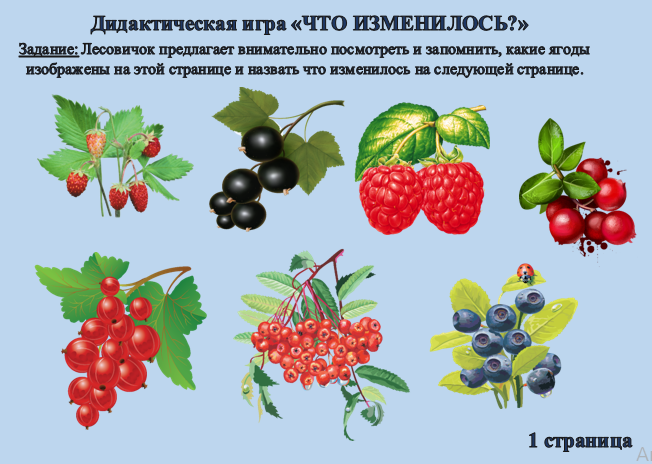 Дидактическая игра «ЧТО ИЗМЕНИЛОСЬ?»
Задание: Лесовичок предлагает внимательно посмотреть и запомнить, какие ягоды
изображены на этой странице и назвать что изменилось на следующей странице.
1 страница